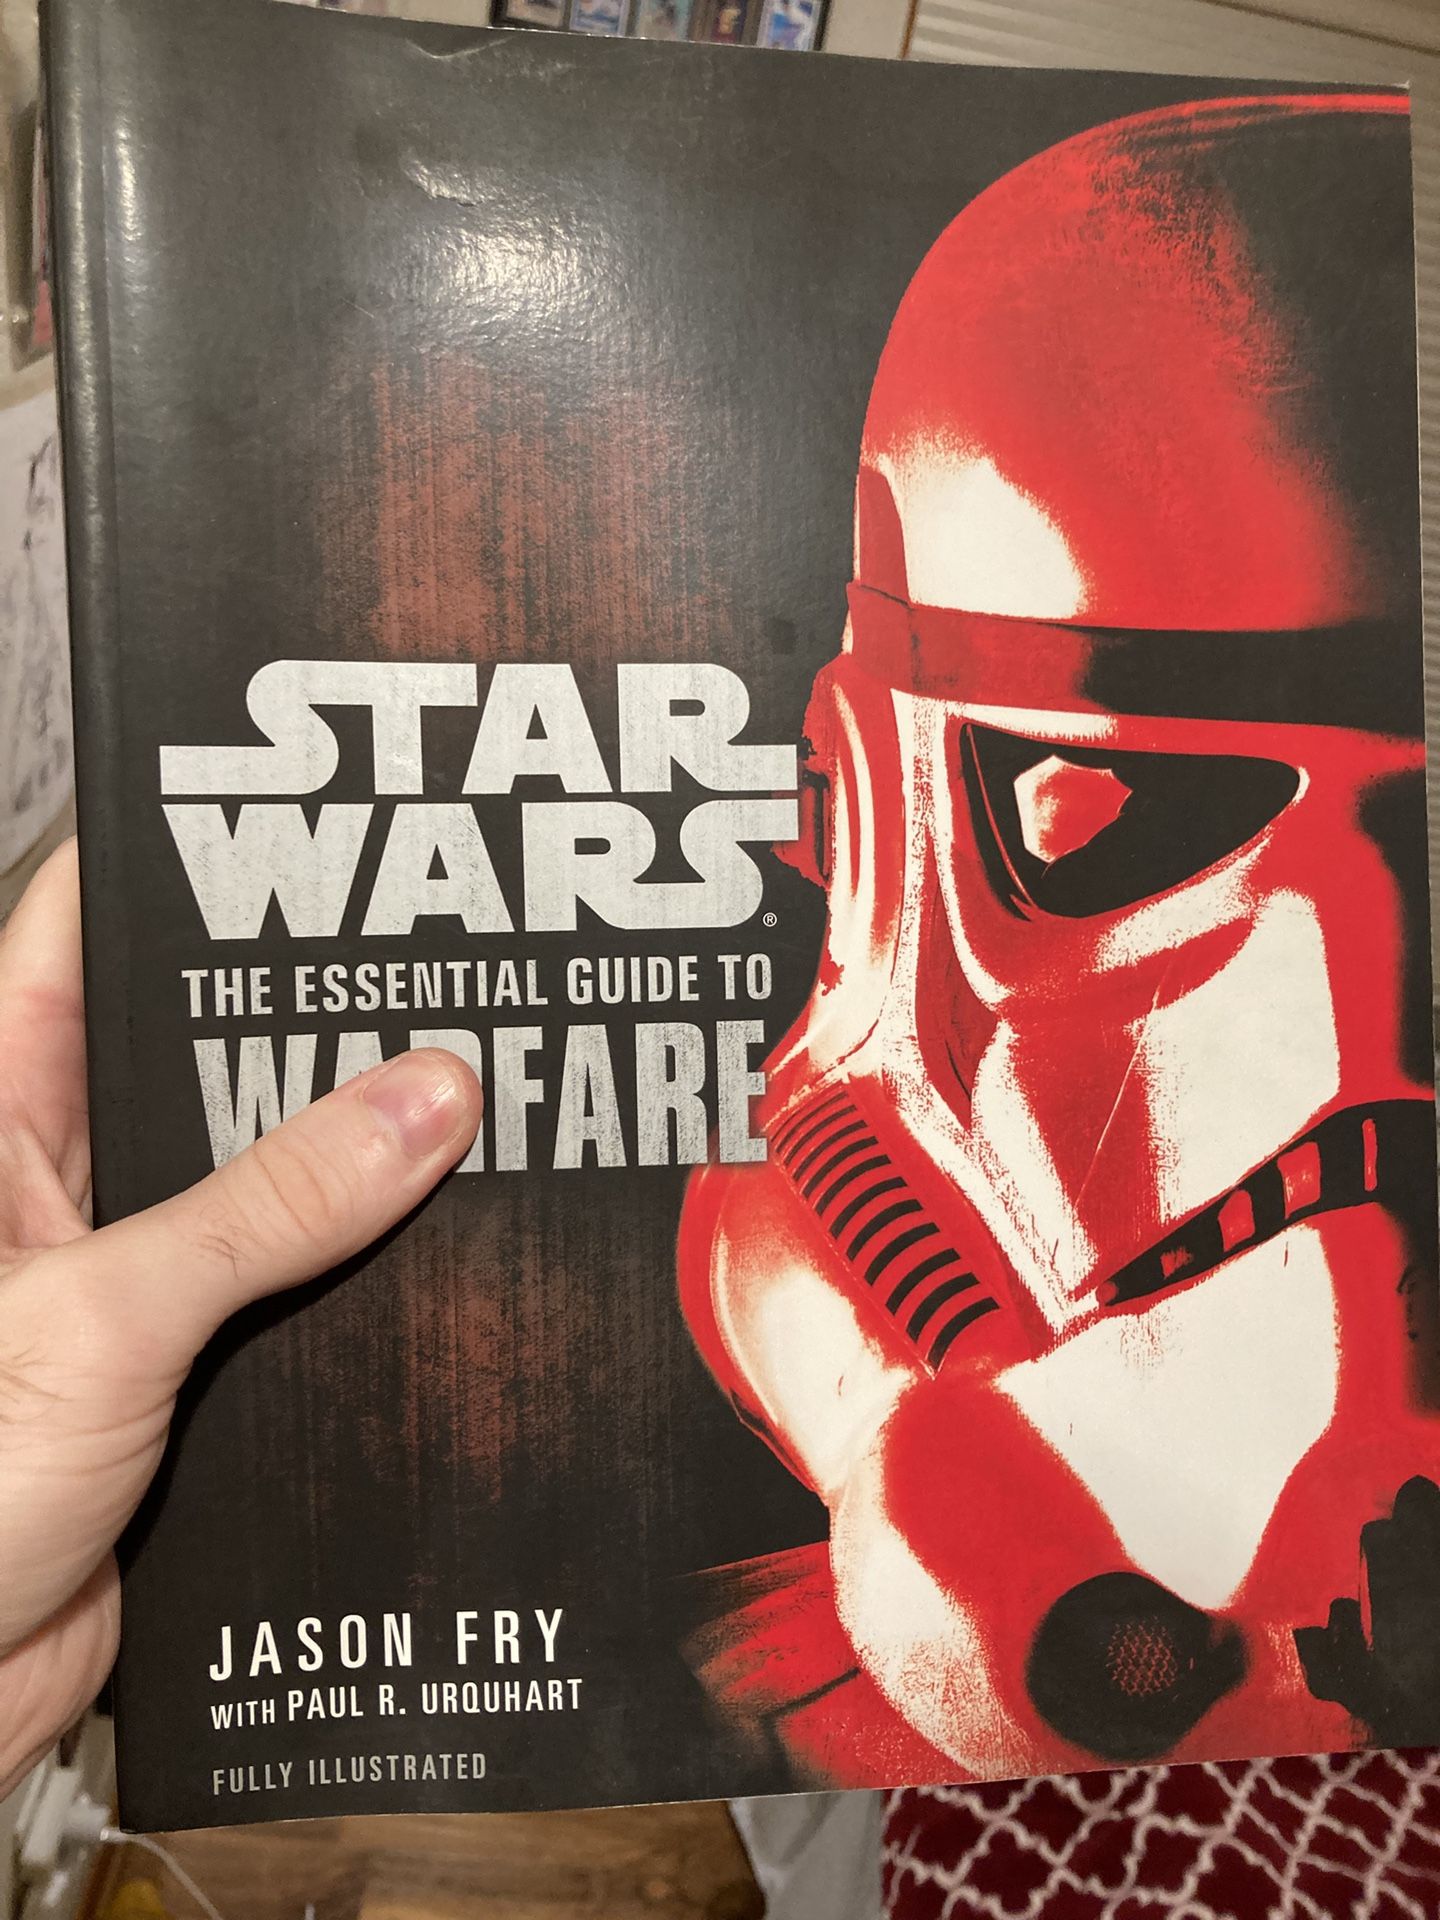 STAR
WARS®
THE ESSENTIAL GUIDE TO
WARFARE
JASON FRY
WITH PAUL R. URQUHART
FULLY ILLUSTRATED